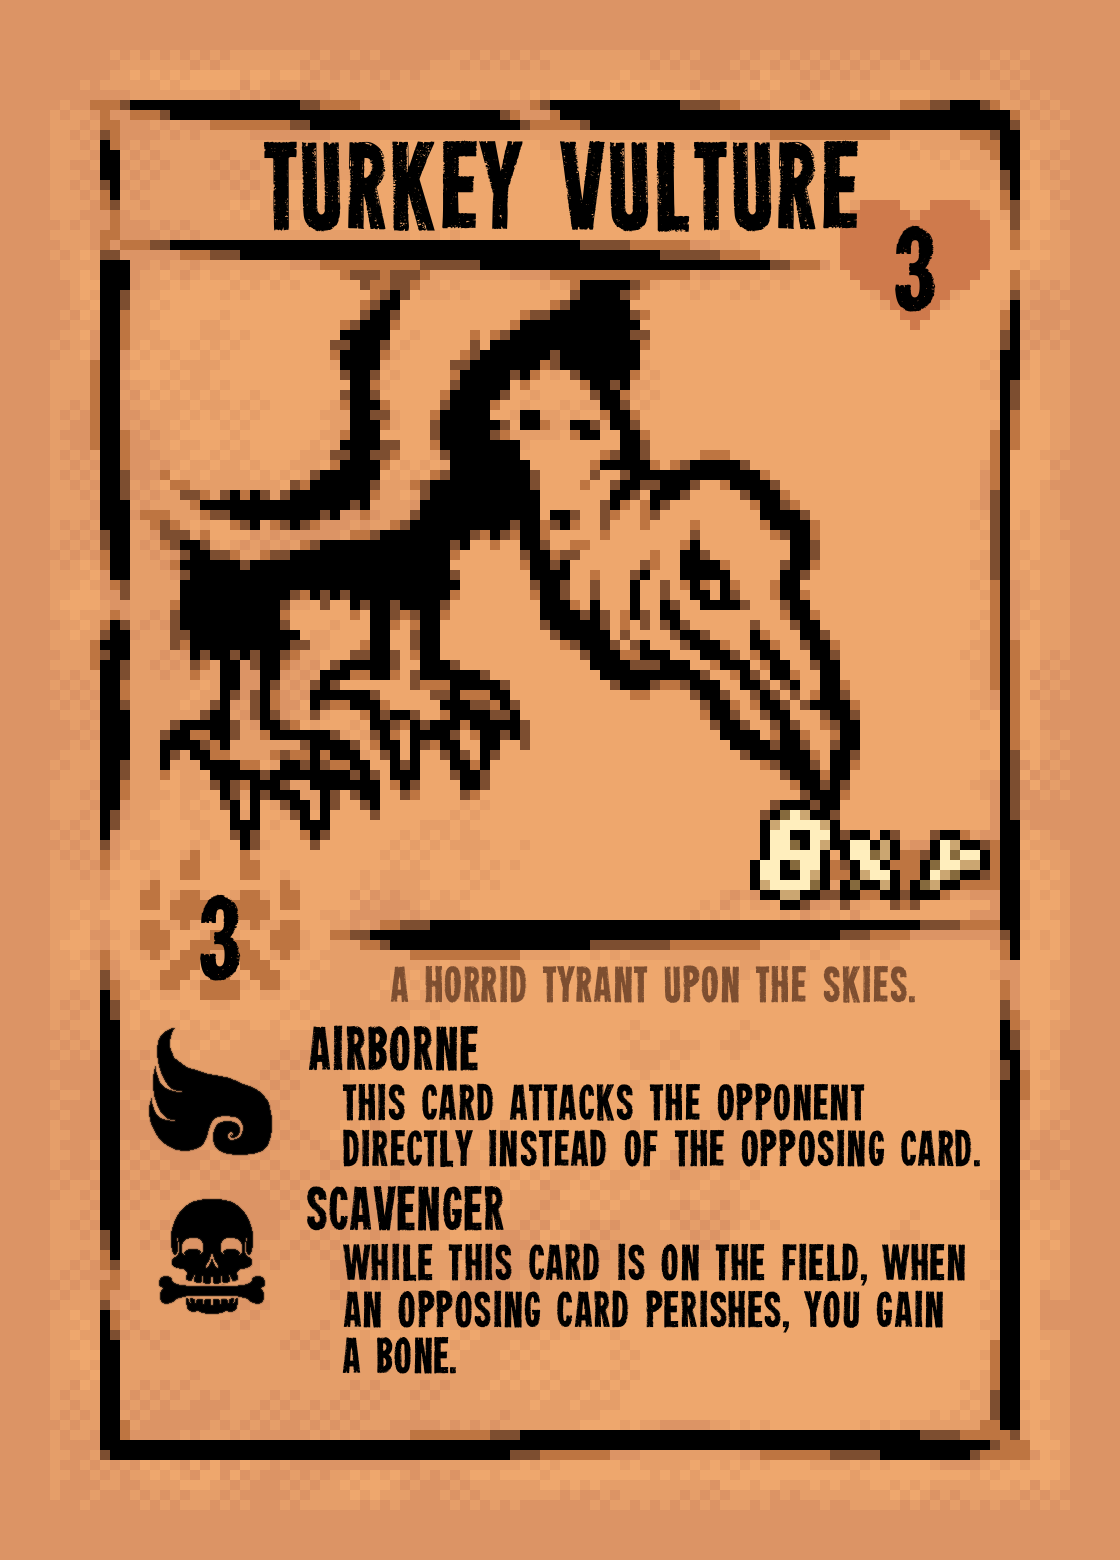 TURKEY VULTURE
3
8X
3
A HORRID TYRANT UPON THE SKIES.
AIRBORNE
THIS CARD ATTACKS THE OPPONENT
DIRECTLY INSTEAD OF THE OPPOSING CARD.
SCAVENGER
WHILE THIS CARD IS ON THE FIELD, WHEN
AN OPPOSING CARD PERISHES, YOU GAIN
A BONE.